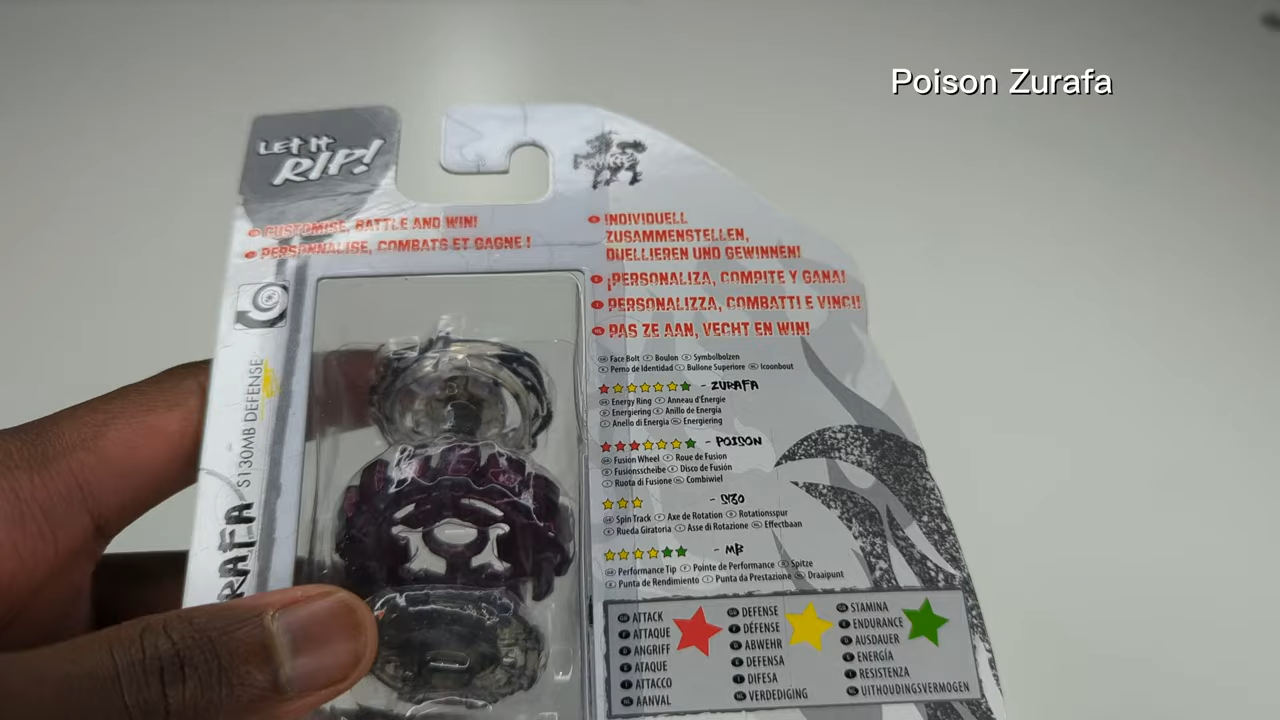 Poison Zurafa
LET IT
RIP!
CUSTOMISE, BATTLE AND WIN!
PERSONNALISE, COMBATS ET GAGNE !
INDIVIDUELL
ZUSAMMENSTELLEN,
DUELLIEREN UND GEWINNEN!
¡PERSONALIZA, COMPITE Y GANA!
PERSONALIZZA, COMBATTI E VINCI!
PAS ZE AAN, VECHT EN WIN!
S130MB DEFENSE
RAFA
Face Bolt Boulon Symbolbolzen
Perno de Identidad Bullone Superiore Icoonbout
- ZURAFA
Energy Ring Anneau d'Énergie
Energiering Anillo de Energía
Anello di Energia Energiering
- POISON
Fusion Wheel Roue de Fusion
Fusionsscheibe Disco de Fusión
Ruota di Fusione Combiwiel
- S130
Spin Track Axe de Rotation Rotationsspur
Rueda Giratoria Asse di Rotazione Effectbaan
- MB
Performance Tip Pointe de Performance Spitze
Punta de Rendimiento Punta da Prestazione Draaipunt
ATTACK
ATTAQUE
ANGRIFF
ATAQUE
ATTACCO
AANVAL
DEFENSE
DÉFENSE
ABWEHR
DEFENSA
DIFESA
VERDEDIGING
STAMINA
ENDURANCE
AUSDAUER
ENERGÍA
RESISTENZA
UITHOUDINGSVERMOGEN